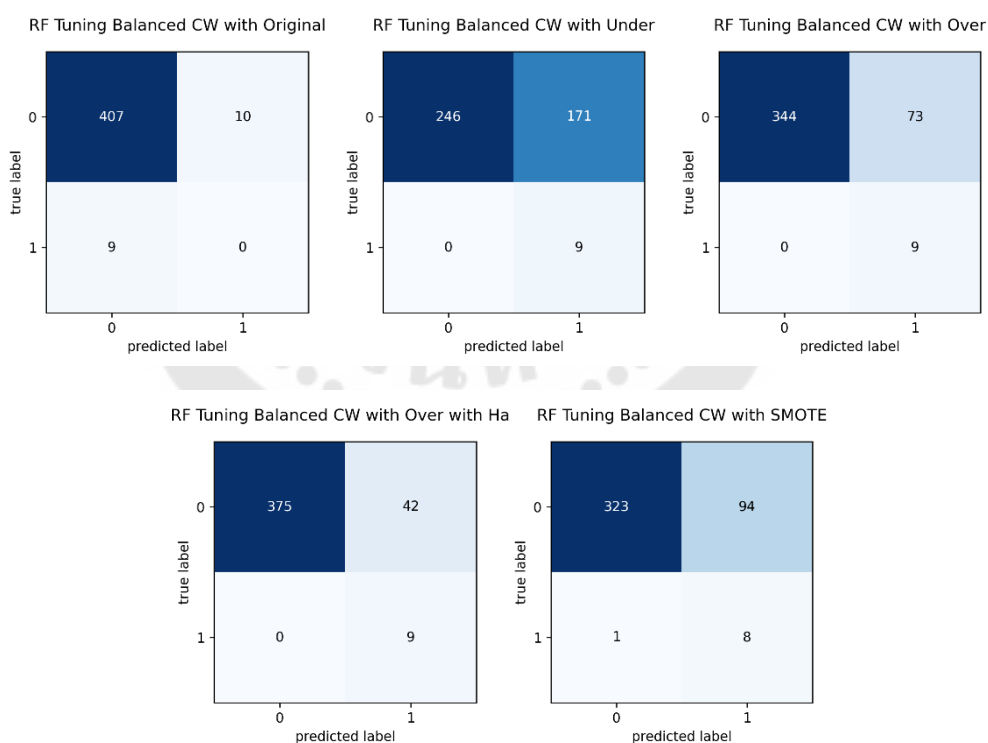 RF Tuning Balanced CW with Original
0
407
10
true label
1
9
0
0
1
predicted label
RF Tuning Balanced CW with Under
0
246
171
true label
1
0
9
0
1
predicted label
RF Tuning Balanced CW with Over
0
344
73
true label
1
0
9
0
1
predicted label
RF Tuning Balanced CW with Over with Ha
0
375
42
true label
1
0
9
0
1
predicted label
RF Tuning Balanced CW with SMOTE
0
323
94
true label
1
1
8
0
1
predicted label